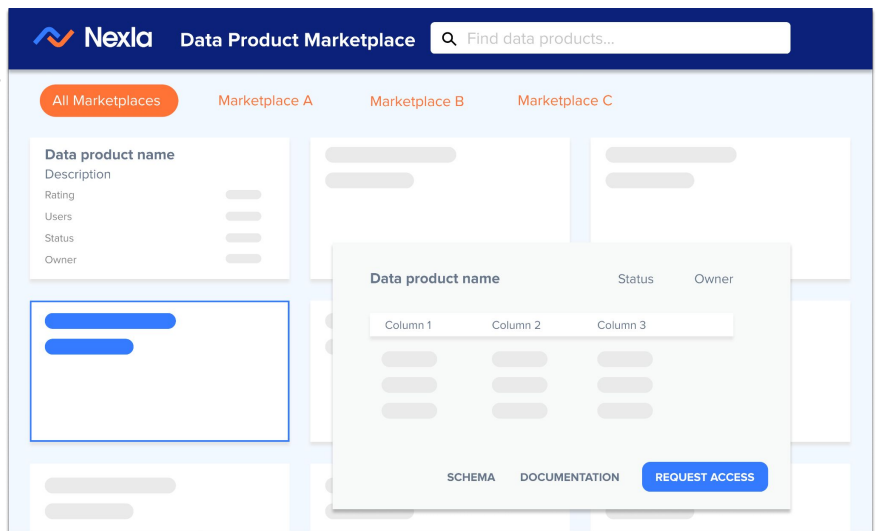 Nexla Data Product Marketplace Find data products...
All Marketplaces Marketplace A Marketplace B Marketplace C
Data product name
Description
Rating
Users
Status
Owner
Data product name Status Owner
Column 1 Column 2 Column 3
SCHEMA DOCUMENTATION REQUEST ACCESS